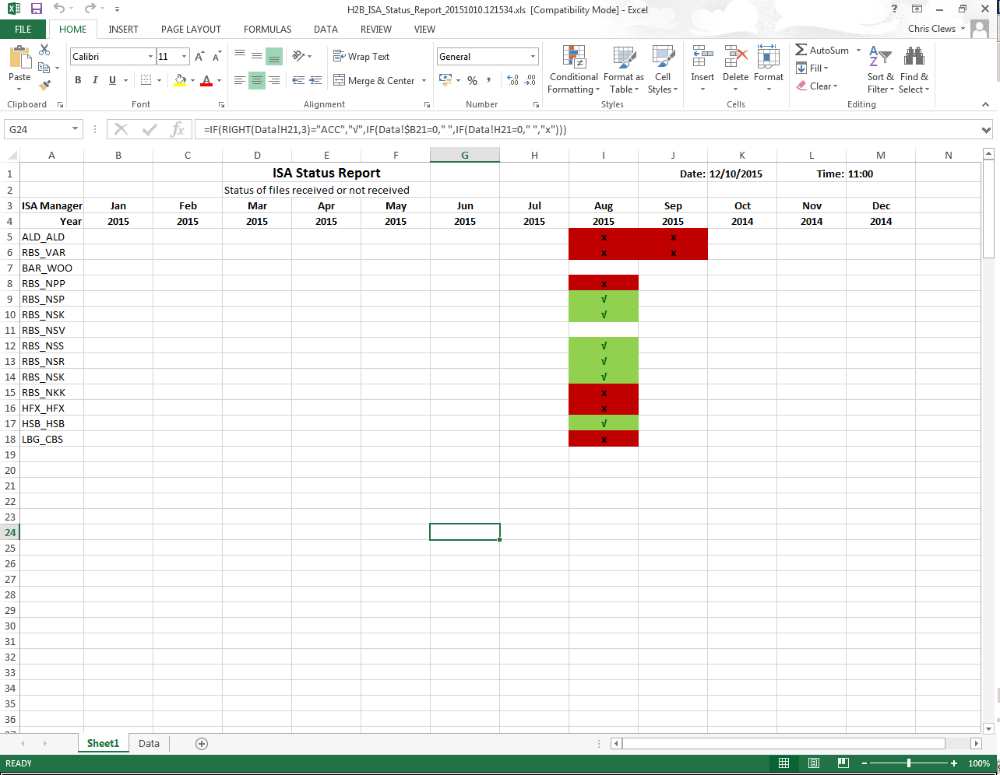 H2B_ISA_Status_Report_20151010.121534.xls [Compatibility Mode] - Excel
FILE HOME INSERT PAGE LAYOUT FORMULAS DATA REVIEW VIEW Chris Clews
Calibri 11 Wrap Text General AutoSum
Fill
Paste B I U Merge & Center % Conditional Formatting Format as Table Cell Styles Insert Delete Format Clear Sort & Filter Find & Select
Clipboard Font Alignment Number Styles Cells Editing
G24 fx =IF(RIGHT(Data!H21,3)="ACC","√",IF(Data!$B21=0," ",IF(Data!H21=0," ","x")))
A B C D E F G H I J K L M N
1 ISA Status Report Date: 12/10/2015 Time: 11:00
2 Status of files received or not received
3 ISA Manager Jan Feb Mar Apr May Jun Jul Aug Sep Oct Nov Dec
4 Year 2015 2015 2015 2015 2015 2015 2015 2015 2015 2014 2014 2014
5 ALD_ALD x x
6 RBS_VAR x x
7 BAR_WOO
8 RBS_NPP x
9 RBS_NSP √
10 RBS_NSK √
11 RBS_NSV
12 RBS_NSS √
13 RBS_NSR √
14 RBS_NSK √
15 RBS_NKK x
16 HFX_HFX x
17 HSB_HSB √
18 LBG_CBS x
19
20
21
22
23
24
25
26
27
28
29
30
31
32
33
34
35
36
Sheet1 Data
READY 100%